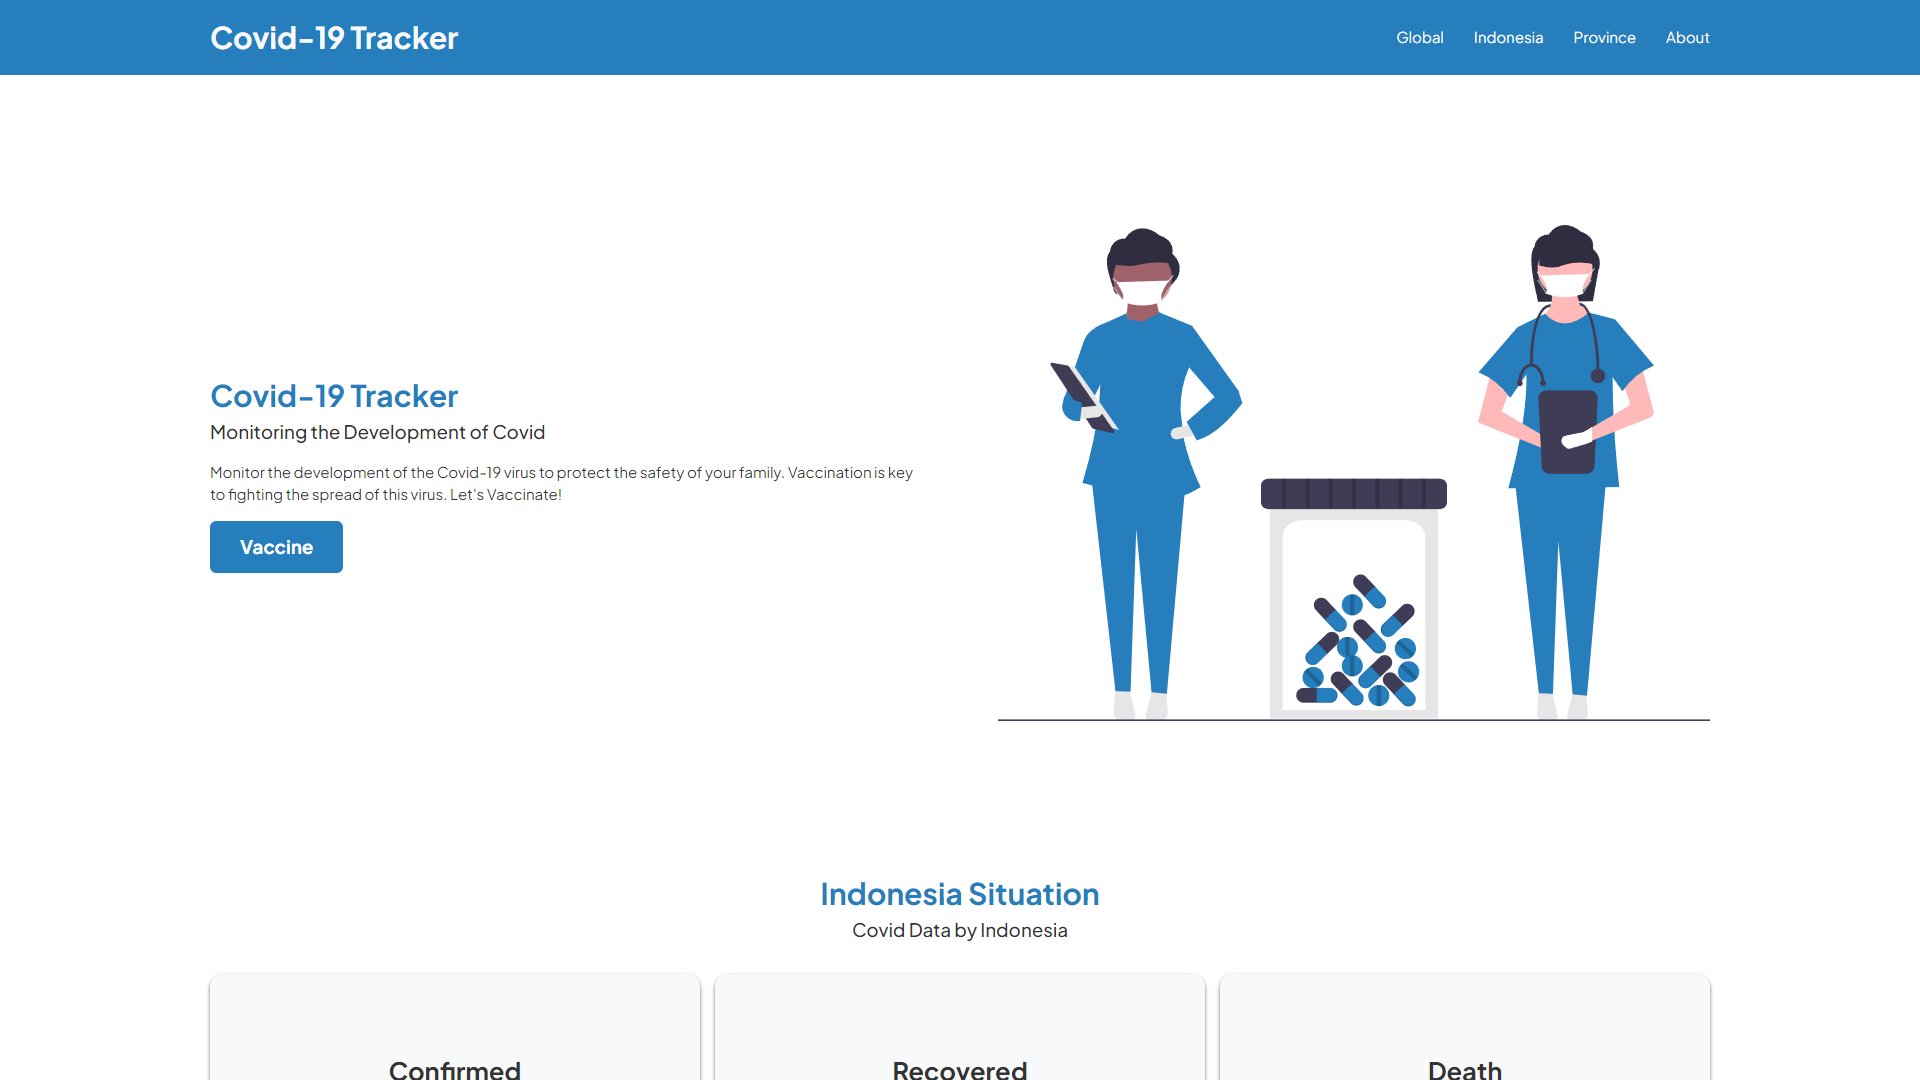 Covid-19 Tracker
Global Indonesia Province About
Covid-19 Tracker
Monitoring the Development of Covid
Monitor the development of the Covid-19 virus to protect the safety of your family. Vaccination is key
to fighting the spread of this virus. Let's Vaccinate!
Vaccine
Indonesia Situation
Covid Data by Indonesia
Confirmed
Recovered
Death